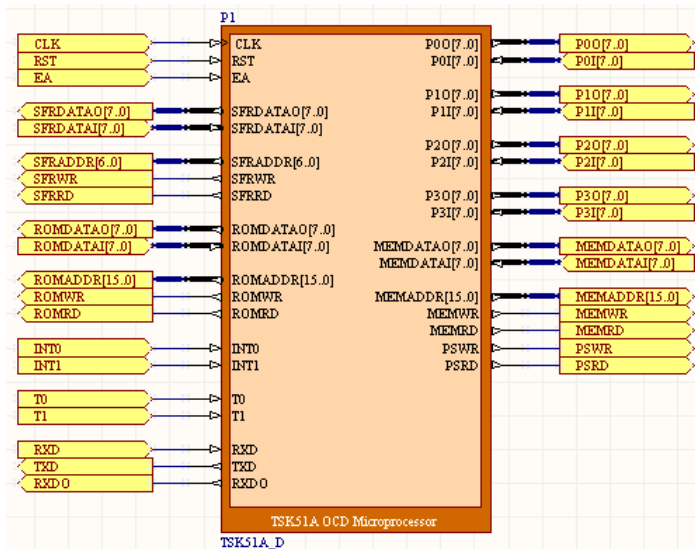 P1
CLK CLK P0O[7..0] P0O[7..0]
RST RST P0I[7..0] P0I[7..0]
EA EA
P1O[7..0] P1O[7..0]
SFRDATAO[7..0] SFRDATAO[7..0] P1I[7..0] P1I[7..0]
SFRDATAI[7..0] SFRDATAI[7..0]
P2O[7..0] P2O[7..0]
SFRADDR[6..0] SFRADDR[6..0] P2I[7..0] P2I[7..0]
SFRWR SFRWR
SFRRD SFRRD P3O[7..0] P3O[7..0]
P3I[7..0] P3I[7..0]
ROMDATAO[7..0] ROMDATAO[7..0]
ROMDATAI[7..0] ROMDATAI[7..0] MEMDATAO[7..0] MEMDATAO[7..0]
MEMDATAI[7..0] MEMDATAI[7..0]
ROMADDR[15..0] ROMADDR[15..0]
ROMWR ROMWR MEMADDR[15..0] MEMADDR[15..0]
ROMRD ROMRD MEMWR MEMWR
MEMRD MEMRD
INT0 INT0 PSWR PSWR
INT1 INT1 PSRD PSRD
T0 T0
T1 T1
RXD RXD
TXD TXD
RXDO RXDO
TSK51A OCD Microprocessor
TSK51A_D